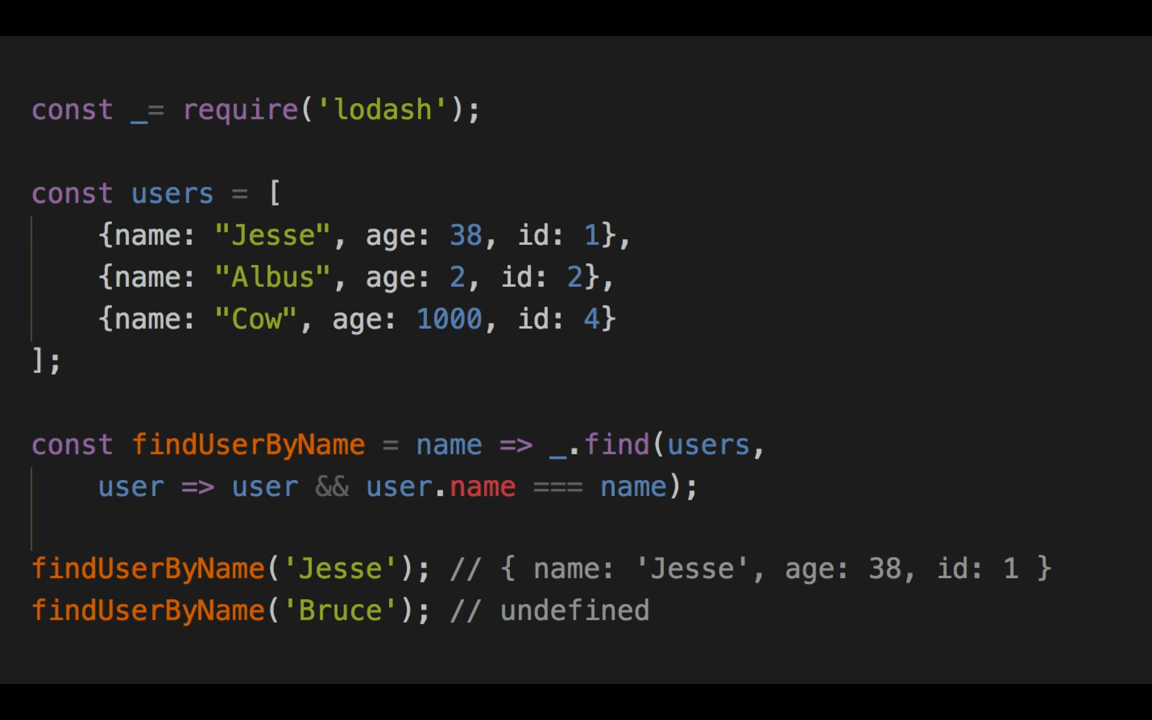 const _= require('lodash');
const users = [
{name: "Jesse", age: 38, id: 1},
{name: "Albus", age: 2, id: 2},
{name: "Cow", age: 1000, id: 4}
];
const findUserByName = name => _.find(users,
user => user && user.name === name);
findUserByName('Jesse'); // { name: 'Jesse', age: 38, id: 1 }
findUserByName('Bruce'); // undefined